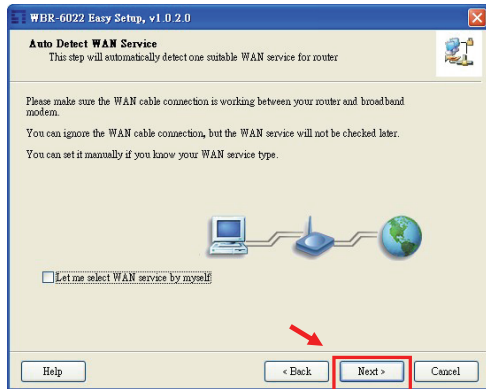 WBR-6022 Easy Setup, v1.0.2.0
Auto Detect WAN Service
This step will automatically detect one suitable WAN service for router
Please make sure the WAN cable connection is working between your router and broadband
modem.
You can ignore the WAN cable connection, but the WAN service will not be checked later.
You can set it manually if you know your WAN service type.
Let me select WAN service by myself
Help
< Back
Next >
Cancel